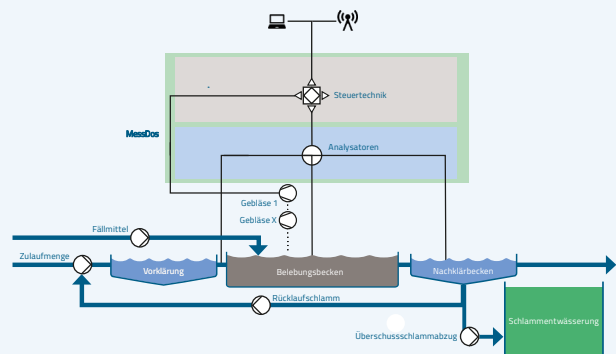 Steuertechnik
MessDos
Analysatoren
Gebläse 1
Gebläse X
Fällmittel
Zulaufmenge
Vorklärung
Belebungsbecken
Nachklärbecken
Rücklaufschlamm
Schlammentwässerung
Überschussschlammabzug